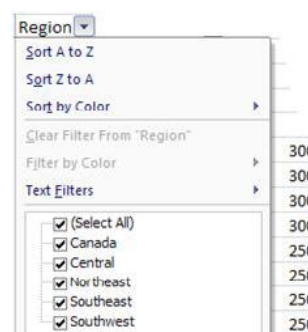 Region
Sort A to Z
Sort Z to A
Sort by Color
Clear Filter From "Region"
Filter by Color
Text Filters
(Select All)
Canada
Central
Northeast
Southeast
Southwest